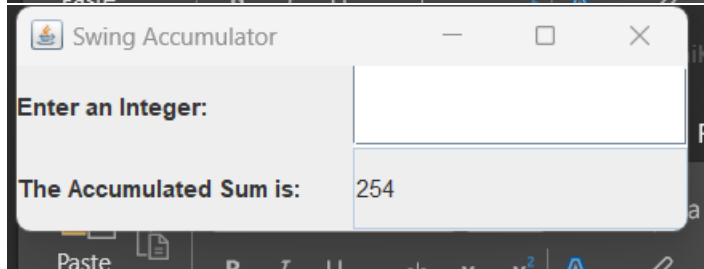 Swing Accumulator
Enter an Integer:
The Accumulated Sum is: 254
Paste